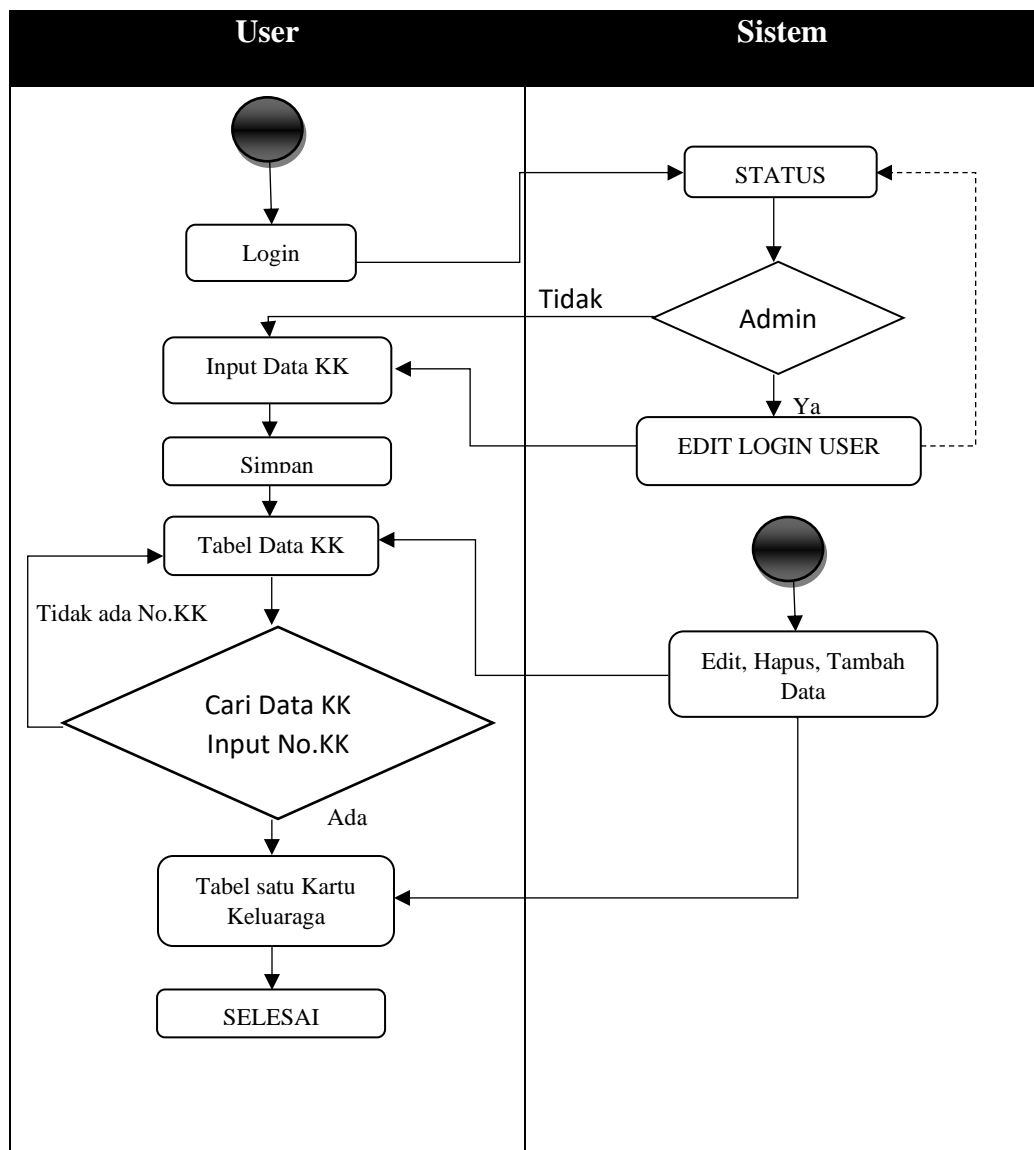 User
Sistem
STATUS
Login
Tidak
Admin
Input Data KK
Ya
EDIT LOGIN USER
Simpan
Tabel Data KK
Tidak ada No.KK
Edit, Hapus, Tambah
Data
Cari Data KK
Input No.KK
Ada
Tabel satu Kartu
Keluaraga
SELESAI